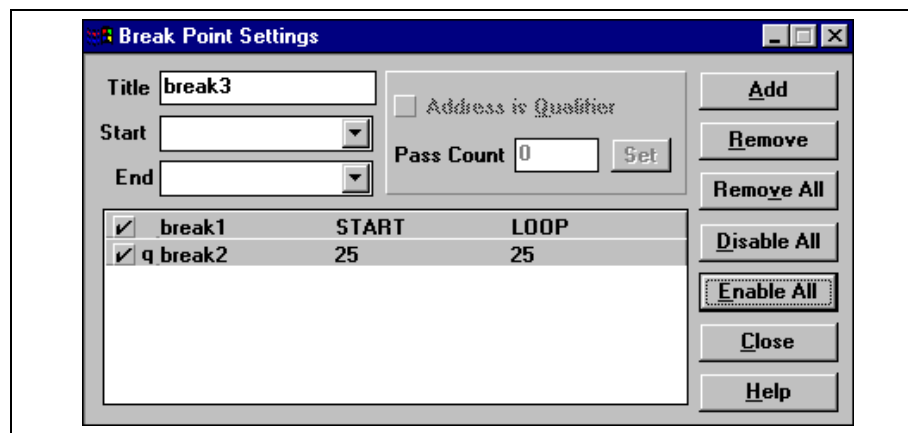 Break Point Settings
Title break3
Start
End
Address is Qualifier
Pass Count 0 Set
break1 START LOOP
q break2 25 25
Add
Remove
Remove All
Disable All
Enable All
Close
Help